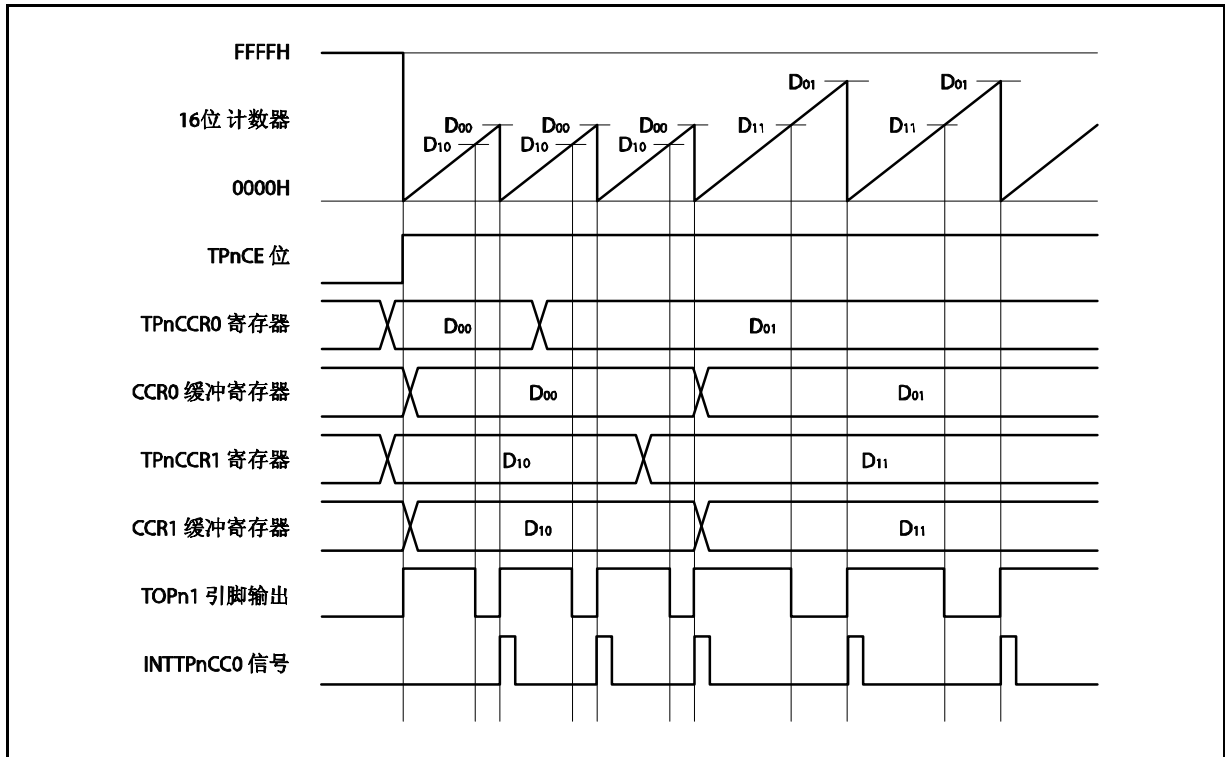 FFFFH
D01 D01
16位 计数器 D00 D00 D00 D11 D11
D10 D10 D10
0000H
TPnCE 位
TPnCCR0 寄存器 D00 D01
CCR0 缓冲寄存器 D00 D01
TPnCCR1 寄存器 D10 D11
CCR1 缓冲寄存器 D10 D11
TOPn1 引脚输出
INTTPnCC0 信号